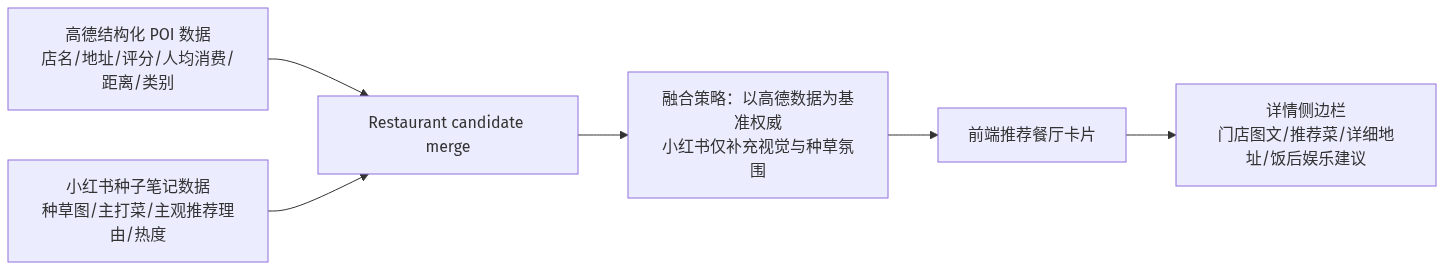 高德结构化 POI 数据
店名/地址/评分/人均消费/
距离/类别
小红书种子笔记数据
种草图/主打菜/主观推荐理
由/热度
Restaurant candidate
merge
融合策略：以高德数据为基
准权威
小红书仅补充视觉与种草氛
围
前端推荐餐厅卡片
详情侧边栏
门店图文/推荐菜/详细地
址/饭后娱乐建议